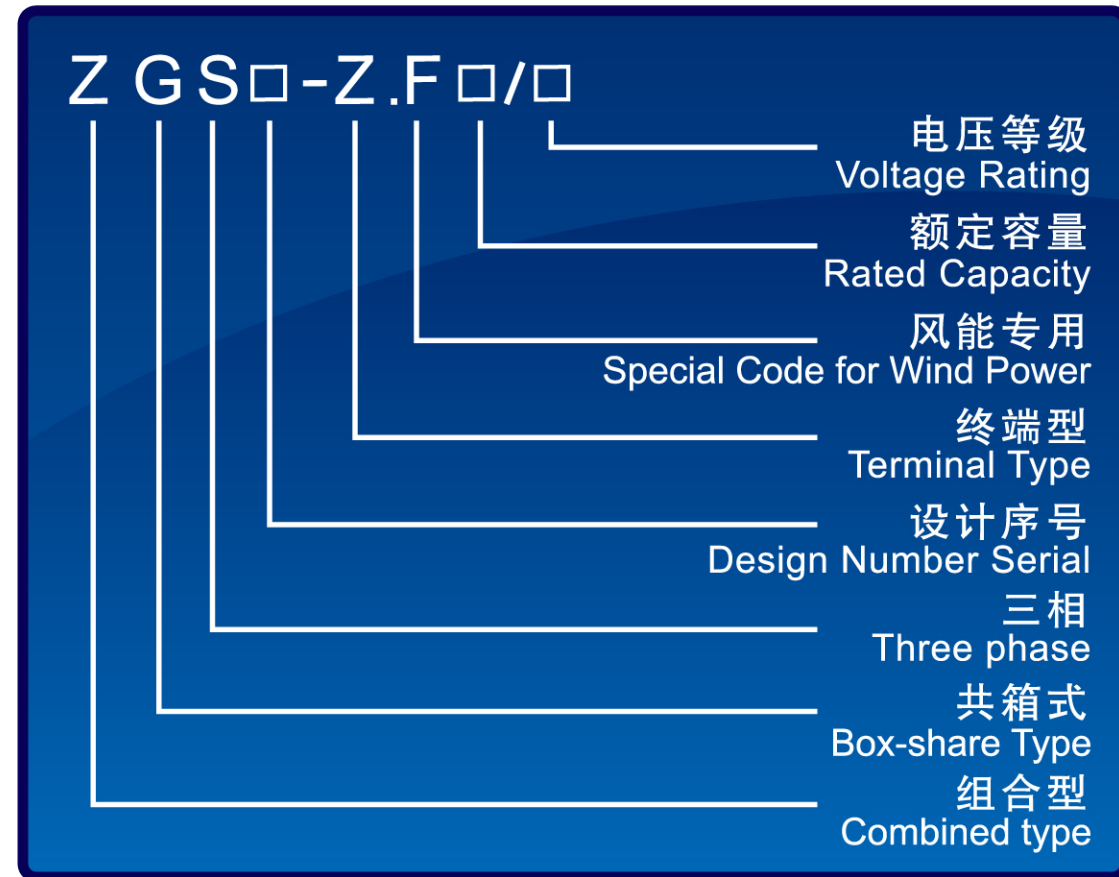 Z GS□-Z.F□/□
电压等级
Voltage Rating
额定容量
Rated Capacity
风能专用
Special Code for Wind Power
终端型
Terminal Type
设计序号
Design Number Serial
三相
Three phase
共箱式
Box-share Type
组合型
Combined type